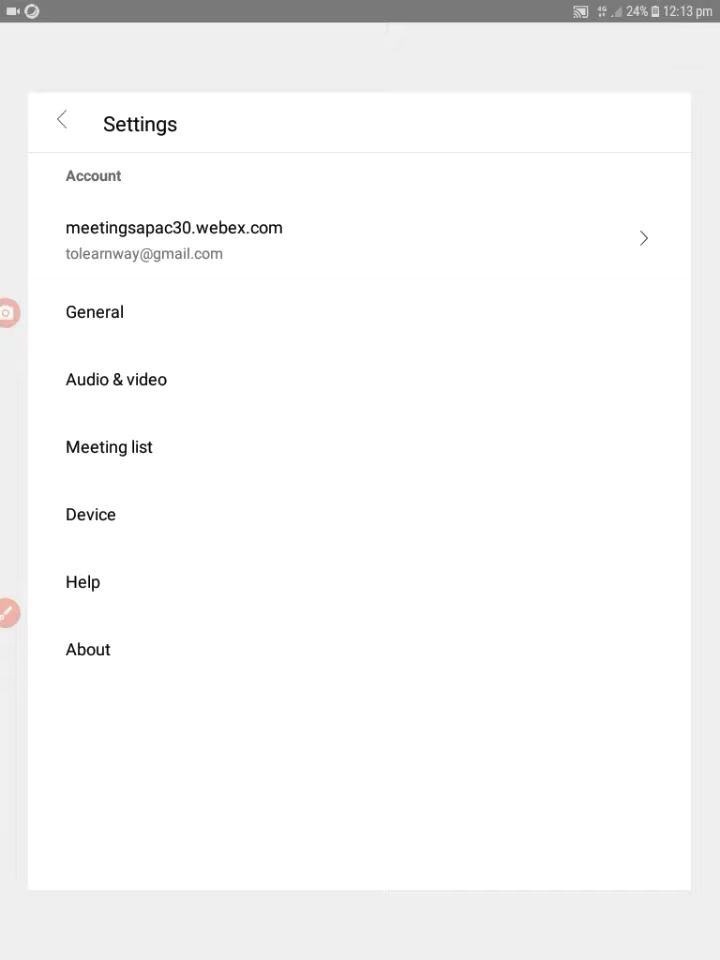 4G 24% 12:13 pm
Settings
Account
meetingsapac30.webex.com
tolearnway@gmail.com
General
Audio & video
Meeting list
Device
Help
About